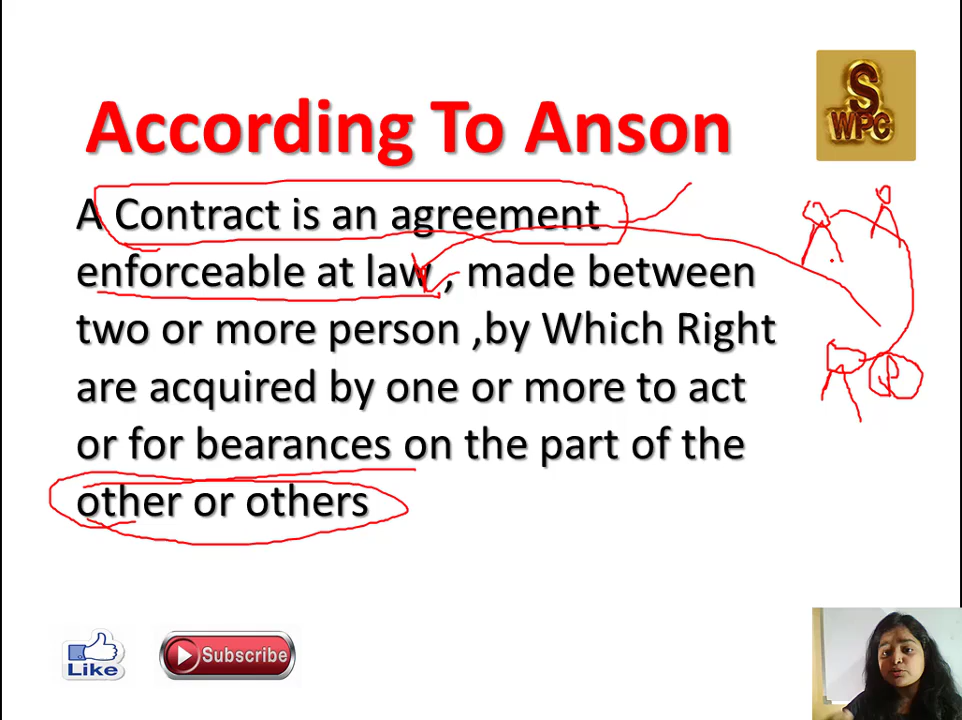 According To Anson
S
WPC
A Contract is an agreement
enforceable at law , made between
two or more person ,by Which Right
are acquired by one or more to act
or for bearances on the part of the
other or others
P
Like
Subscribe